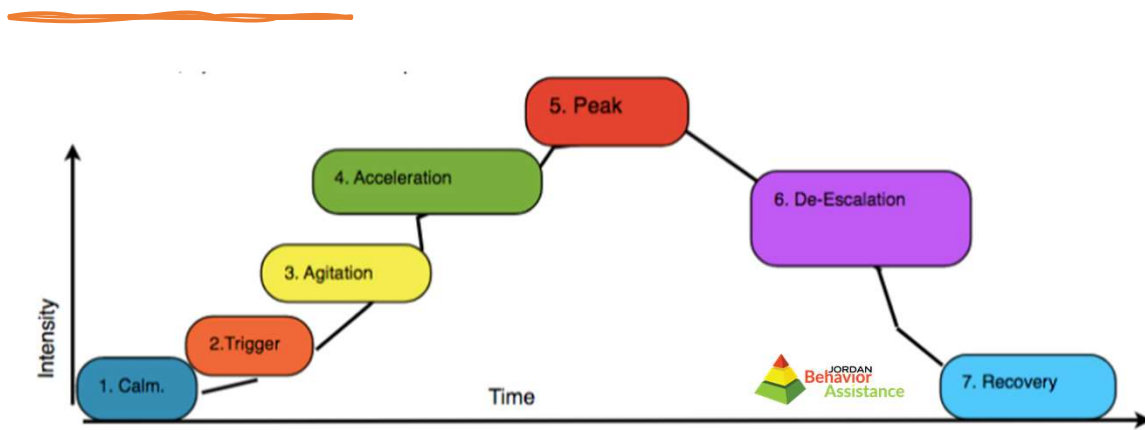 5. Peak
4. Acceleration
6. De-Escalation
3. Agitation
2.Trigger
1. Calm.
7. Recovery
Intensity
Time
JORDAN
Behavior
Assistance